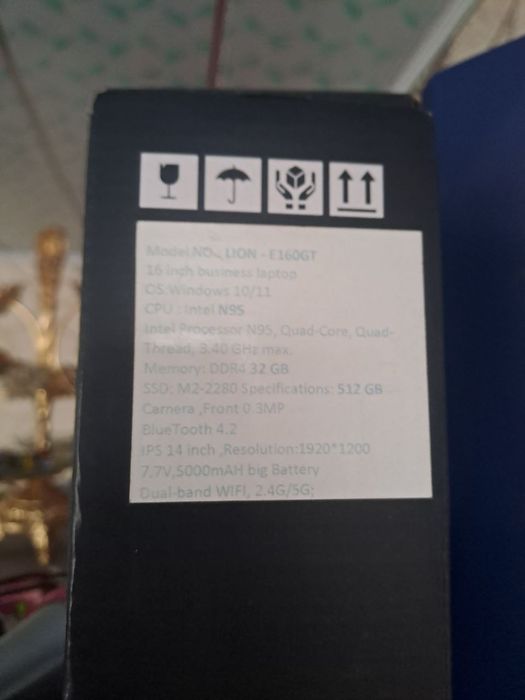 Model NO., LION - E160GT
16 inch business laptop
OS:Windows 10/11
CPU : Intel N95
Intel Processor N95, Quad-Core, Quad-
Thread, 3.40 GHz max.
Memory: DDR4 32 GB
SSD: M2-2280 Specifications: 512 GB
Camera ,Front 0.3MP
BlueTooth 4.2
IPS 14 inch ,Resolution:1920*1200
7.7V,5000mAH big Battery
Dual-band WIFI, 2.4G/5G;